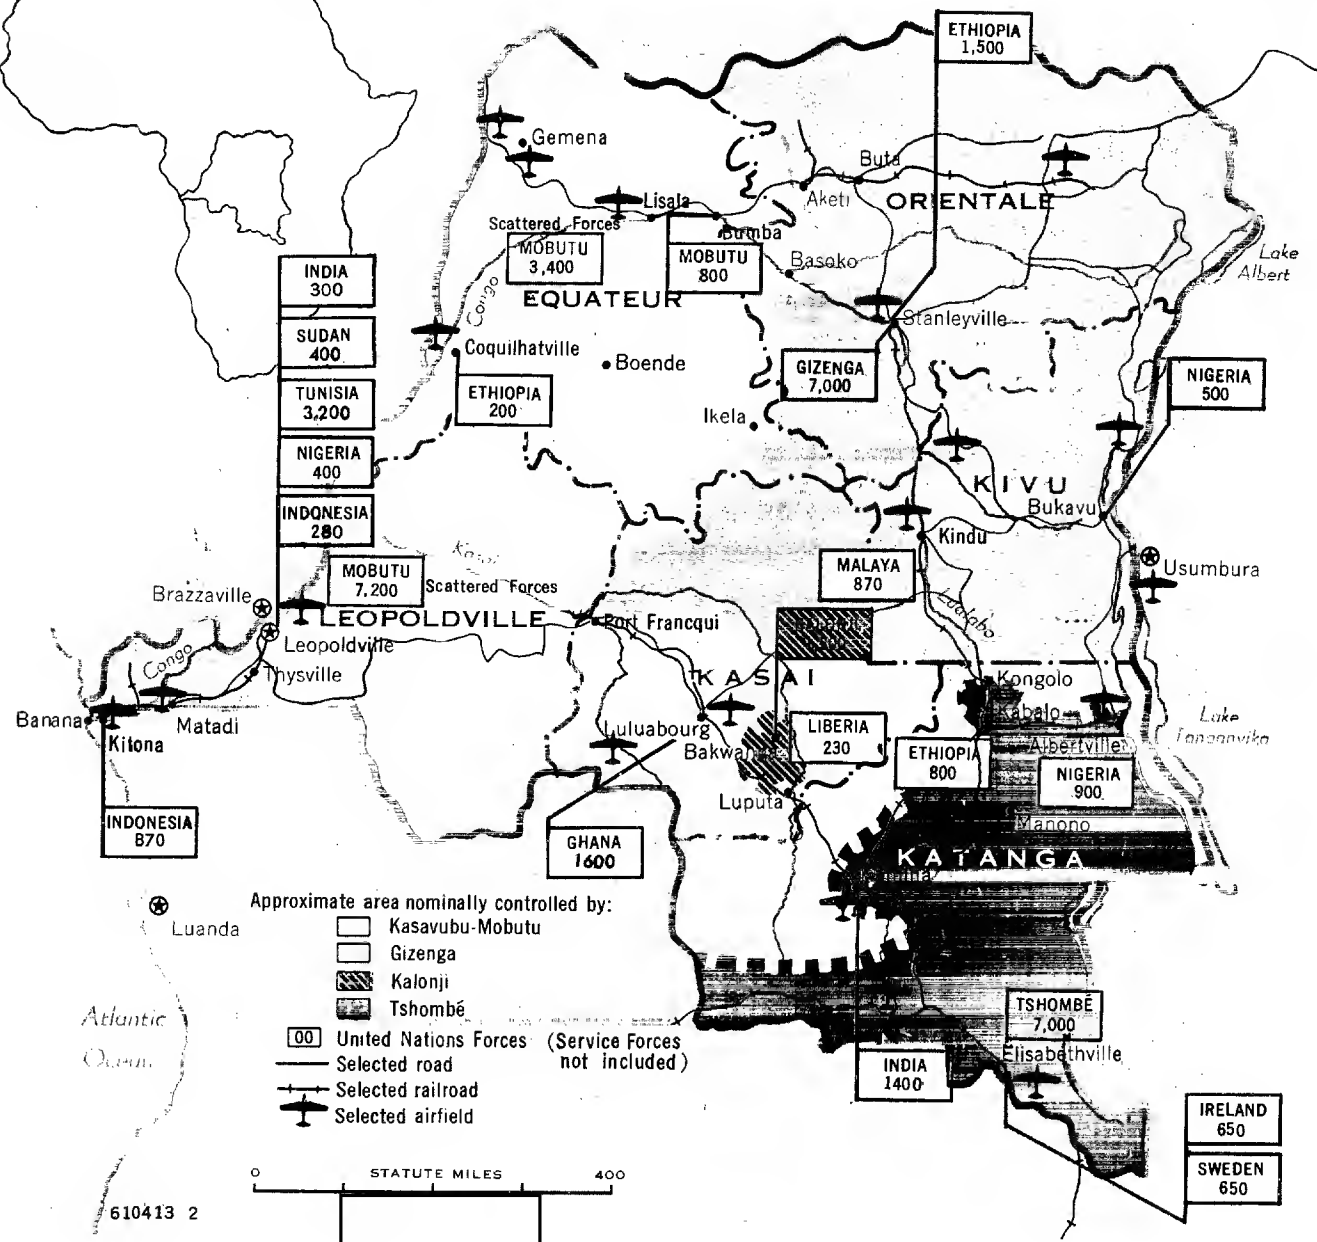 ETHIOPIA
1,500
Gemena
Buta
Aketi
ORIENTALE
Lisala
Scattered Forces
MOBUTU
3,400
Bumba
MOBUTU
800
Basoko
Lake
Albert
INDIA
300
EQUATEUR
Congo
Stanleyville
SUDAN
400
Coquilhatville
Boende
GIZENGA
7,000
NIGERIA
500
TUNISIA
3,200
ETHIOPIA
200
Ikela
NIGERIA
400
KIVU
Bukavu
INDONESIA
280
Kindu
Kasai
MOBUTU
7,200
Scattered Forces
MALAYA
870
Usumbura
Brazzaville
LEOPOLDVILLE
Port Francqui
Lualaba
Leopoldville
Congo
Thysville
KASAI
Kongolo
Kabalo
Banana
Matadi
Kitona
Luluabourg
Bakwanga
LIBERIA
230
Albertville
Lake
Tanganyika
ETHIOPIA
800
NIGERIA
900
Luputa
INDONESIA
870
Manono
GHANA
1600
KATANGA
Luanda
Approximate area nominally controlled by:
Kasavubu-Mobutu
Gizenga
Kalonji
Tshombé
00 United Nations Forces (Service Forces
not included)
Selected road
Selected railroad
Selected airfield
Atlantic
Ocean
TSHOMBÉ
7,000
Elisabethville
INDIA
1400
IRELAND
650
SWEDEN
650
0 STATUTE MILES 400
610413 2